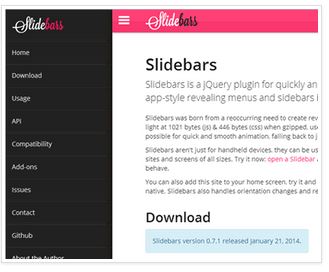 Slidebars
Home
Download
Usage
API
Compatibility
Add-ons
Issues
Contact
Github
About the Author
Slidebars
Slidebars
Slidebars is a jQuery plugin for quickly an
app-style revealing menus and sidebars i
Slidebars was born from a reoccurring need to create rev
light at 1021 bytes (js) & 446 bytes (css) when gzipped, us
possible for quick and smooth animation, falling back to j
Slidebars aren't just for handheld devices, they can be us
sites and screens of all sizes. Try it now: open a Slidebar
behave.
You can also add this site to your home screen, try it and
native. Slidebars also handles orientation changes and re
Download
Slidebars version 0.7.1 released January 21, 2014.